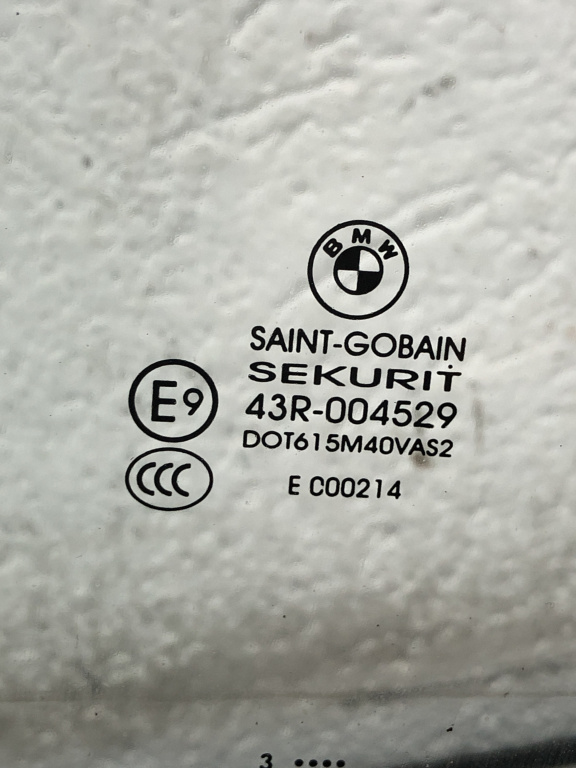 BMW
SAINT-GOBAIN
SEKURIT
E9
43R-004529
DOT615M40VAS2
CCC
E C00214
3 ••••